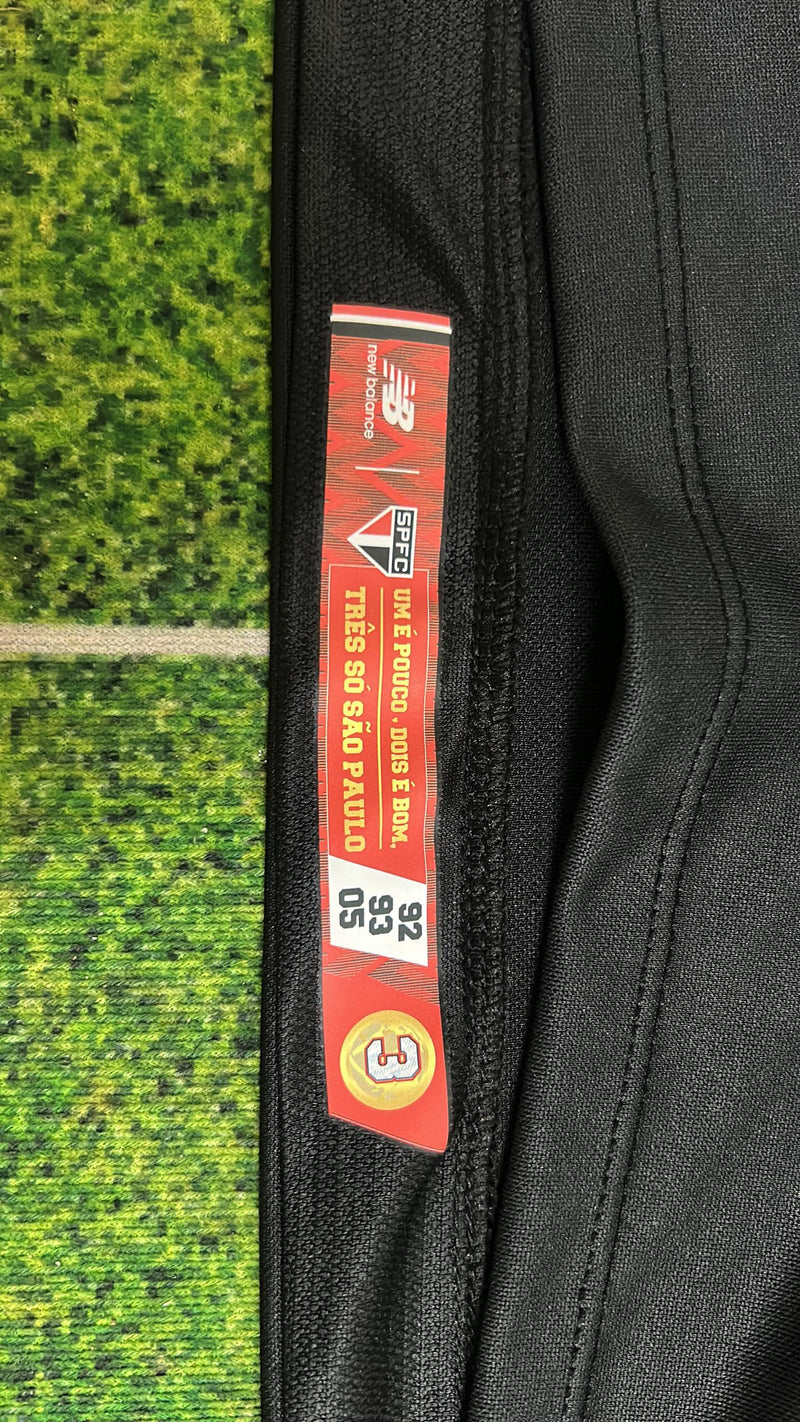 new balance
SPFC
UM É POUCO, DOIS É BOM,
TRÊS SÓ SÃO PAULO
92
93
05
3